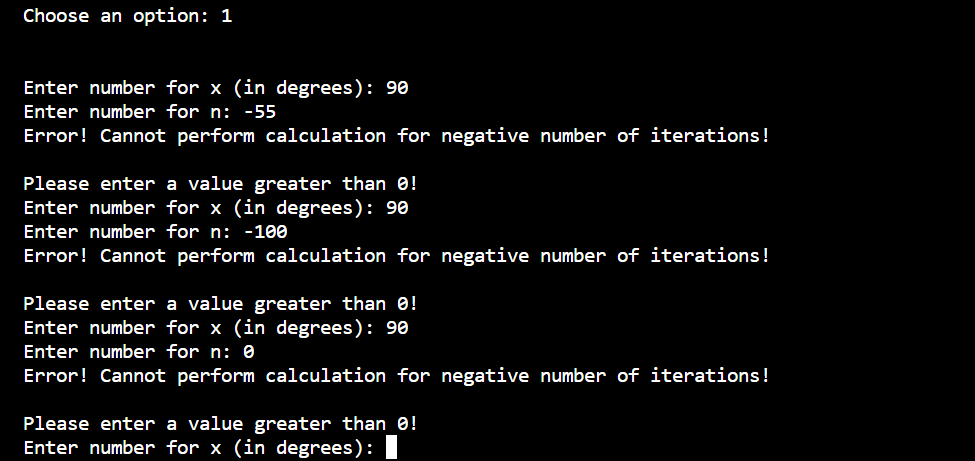 Choose an option: 1
Enter number for x (in degrees): 90
Enter number for n: -55
Error! Cannot perform calculation for negative number of iterations!
Please enter a value greater than 0!
Enter number for x (in degrees): 90
Enter number for n: -100
Error! Cannot perform calculation for negative number of iterations!
Please enter a value greater than 0!
Enter number for x (in degrees): 90
Enter number for n: 0
Error! Cannot perform calculation for negative number of iterations!
Please enter a value greater than 0!
Enter number for x (in degrees):